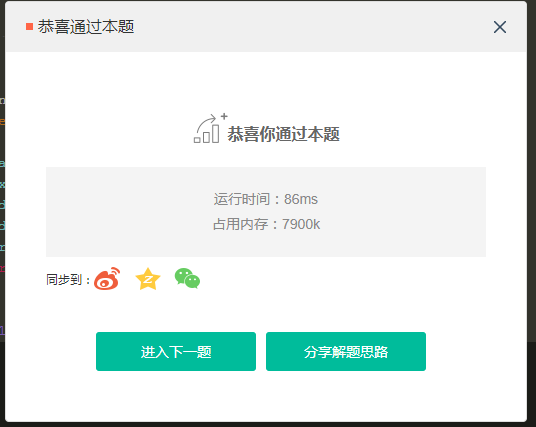 恭喜通过本题
恭喜你通过本题
运行时间：86ms
占用内存：7900k
同步到：
进入下一题
分享解题思路